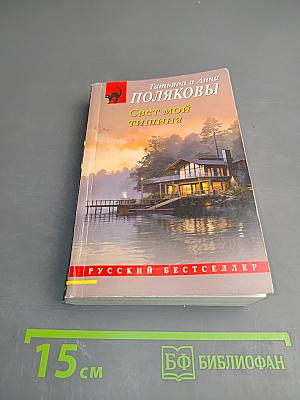 Татьяна и Анна
ПОЛЯКОВЫ
Свет мой
тишина
РУССКИЙ БЕСТСЕЛЛЕР
15 см
БФ БИБЛИОФАН